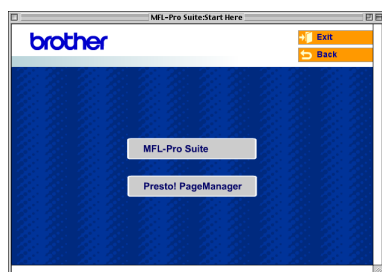 MFL-Pro Suite:Start Here
brother
Exit
Back
MFL-Pro Suite
Presto! PageManager